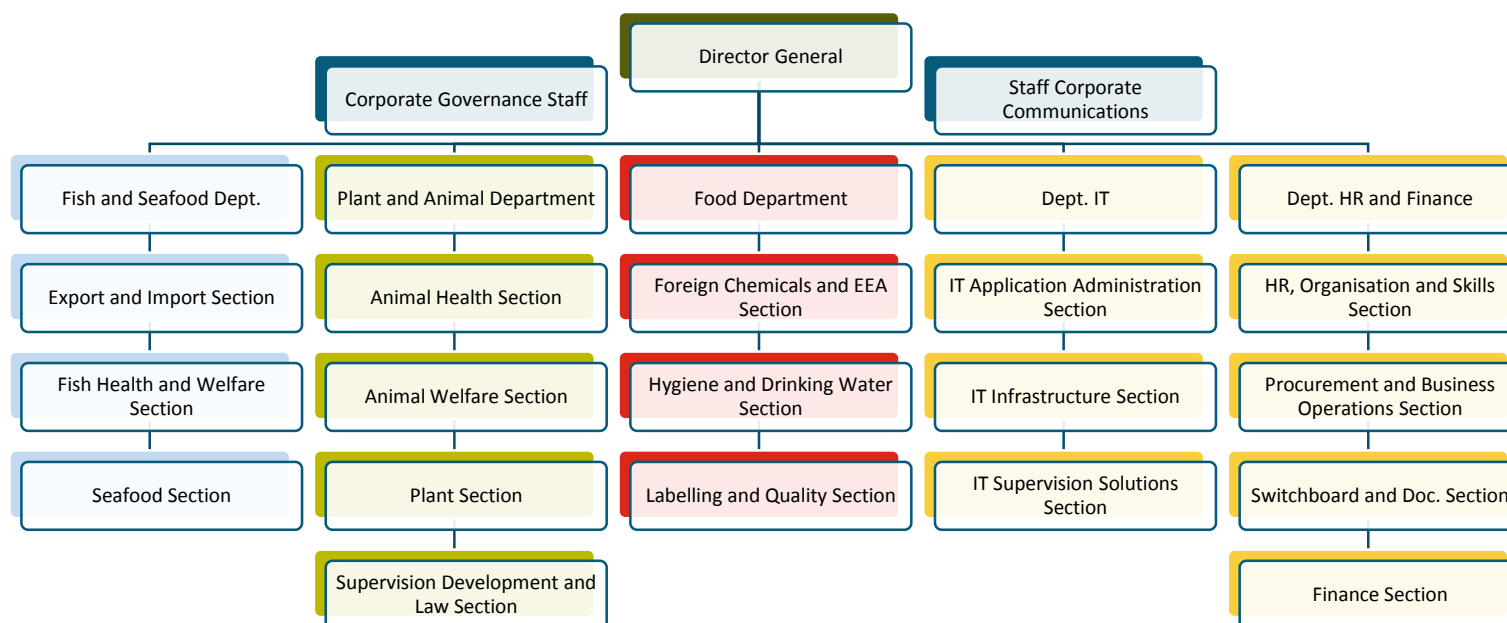 Director General
Corporate Governance Staff
Staff Corporate
Communications
Fish and Seafood Dept.
Plant and Animal Department
Food Department
Dept. IT
Dept. HR and Finance
Export and Import Section
Animal Health Section
Foreign Chemicals and EEA
Section
IT Application Administration
Section
HR, Organisation and Skills
Section
Fish Health and Welfare
Section
Animal Welfare Section
Hygiene and Drinking Water
Section
IT Infrastructure Section
Procurement and Business
Operations Section
Seafood Section
Plant Section
Labelling and Quality Section
IT Supervision Solutions
Section
Switchboard and Doc. Section
Supervision Development and
Law Section
Finance Section